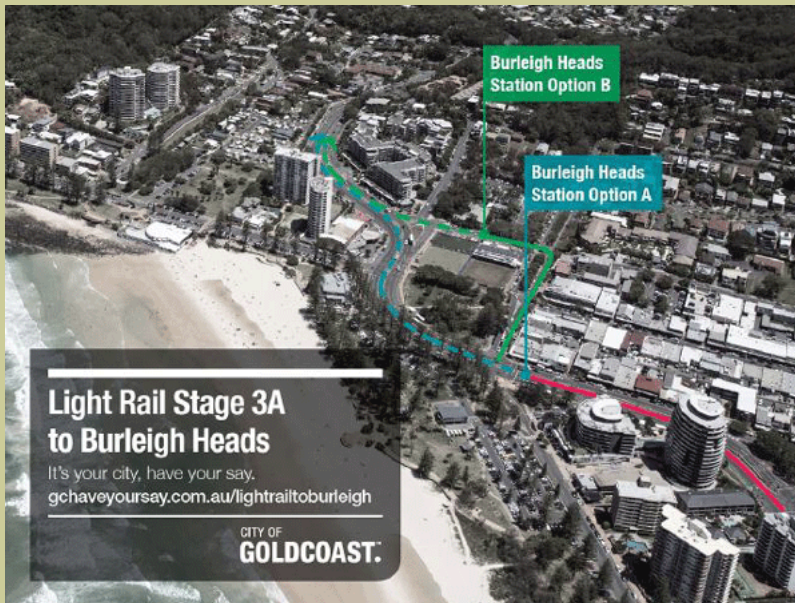 Burleigh Heads
Station Option B
Burleigh Heads
Station Option A
Light Rail Stage 3A
to Burleigh Heads
It's your city, have your say.
gchaveyoursay.com.au/lightrailtoburleigh
CITY OF
GOLDCOAST.™